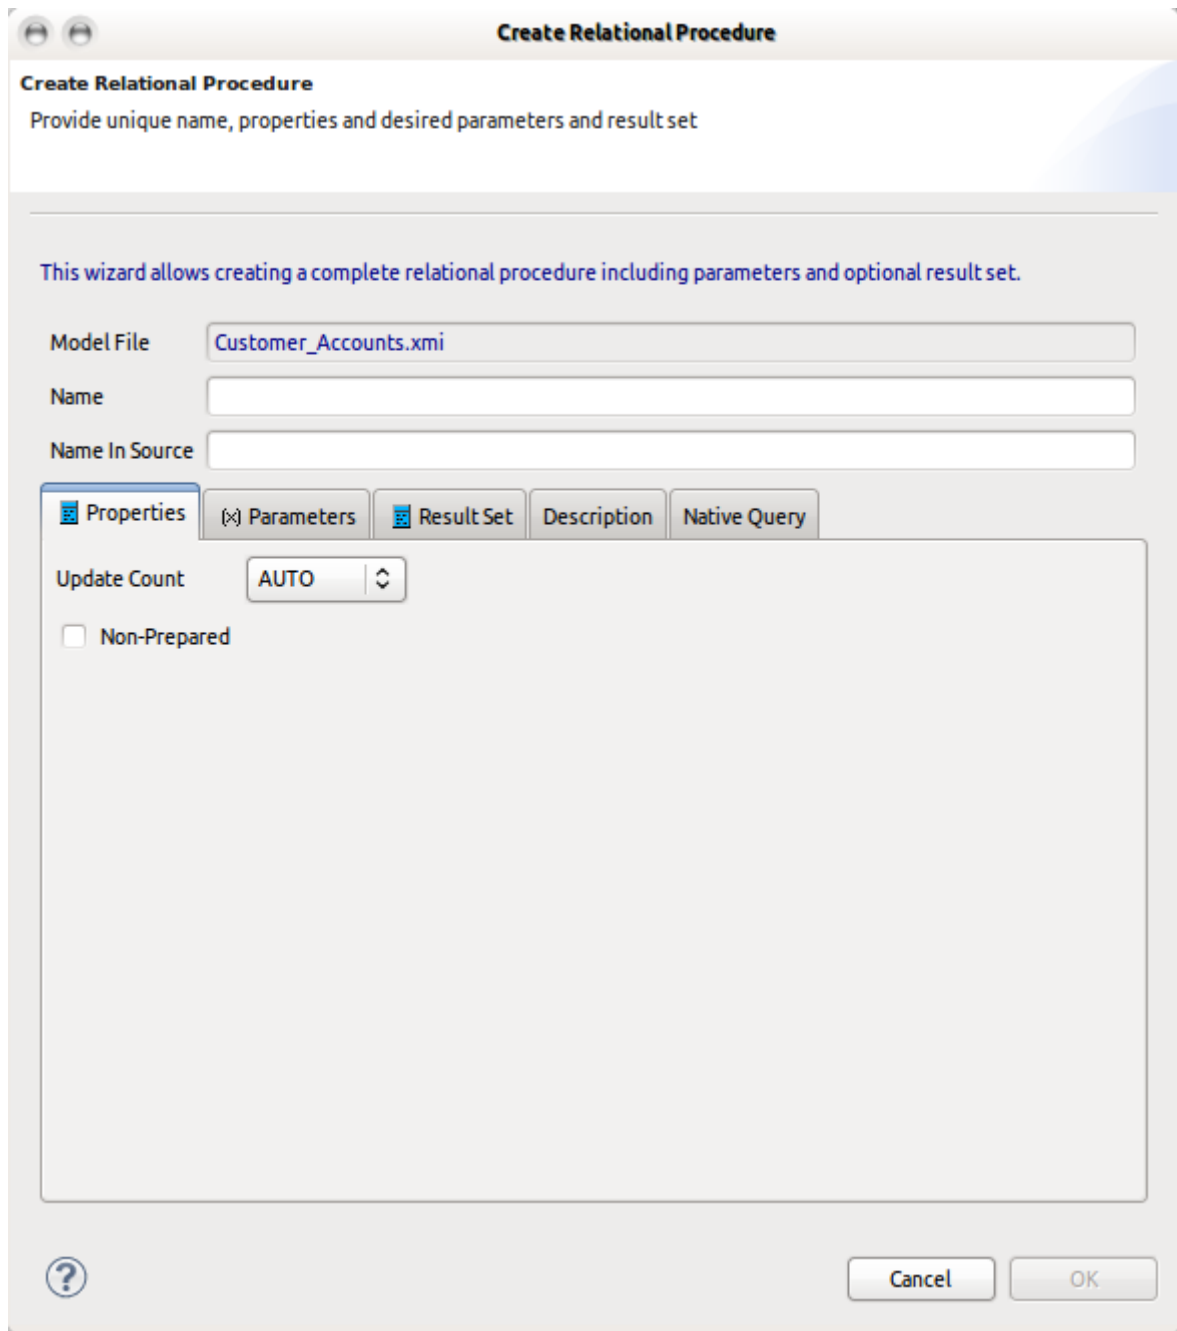 Create Relational Procedure
Create Relational Procedure
Provide unique name, properties and desired parameters and result set
This wizard allows creating a complete relational procedure including parameters and optional result set.
Model File Customer_Accounts.xmi
Name
Name In Source
Properties (x) Parameters Result Set Description Native Query
Update Count AUTO
Non-Prepared
? Cancel OK